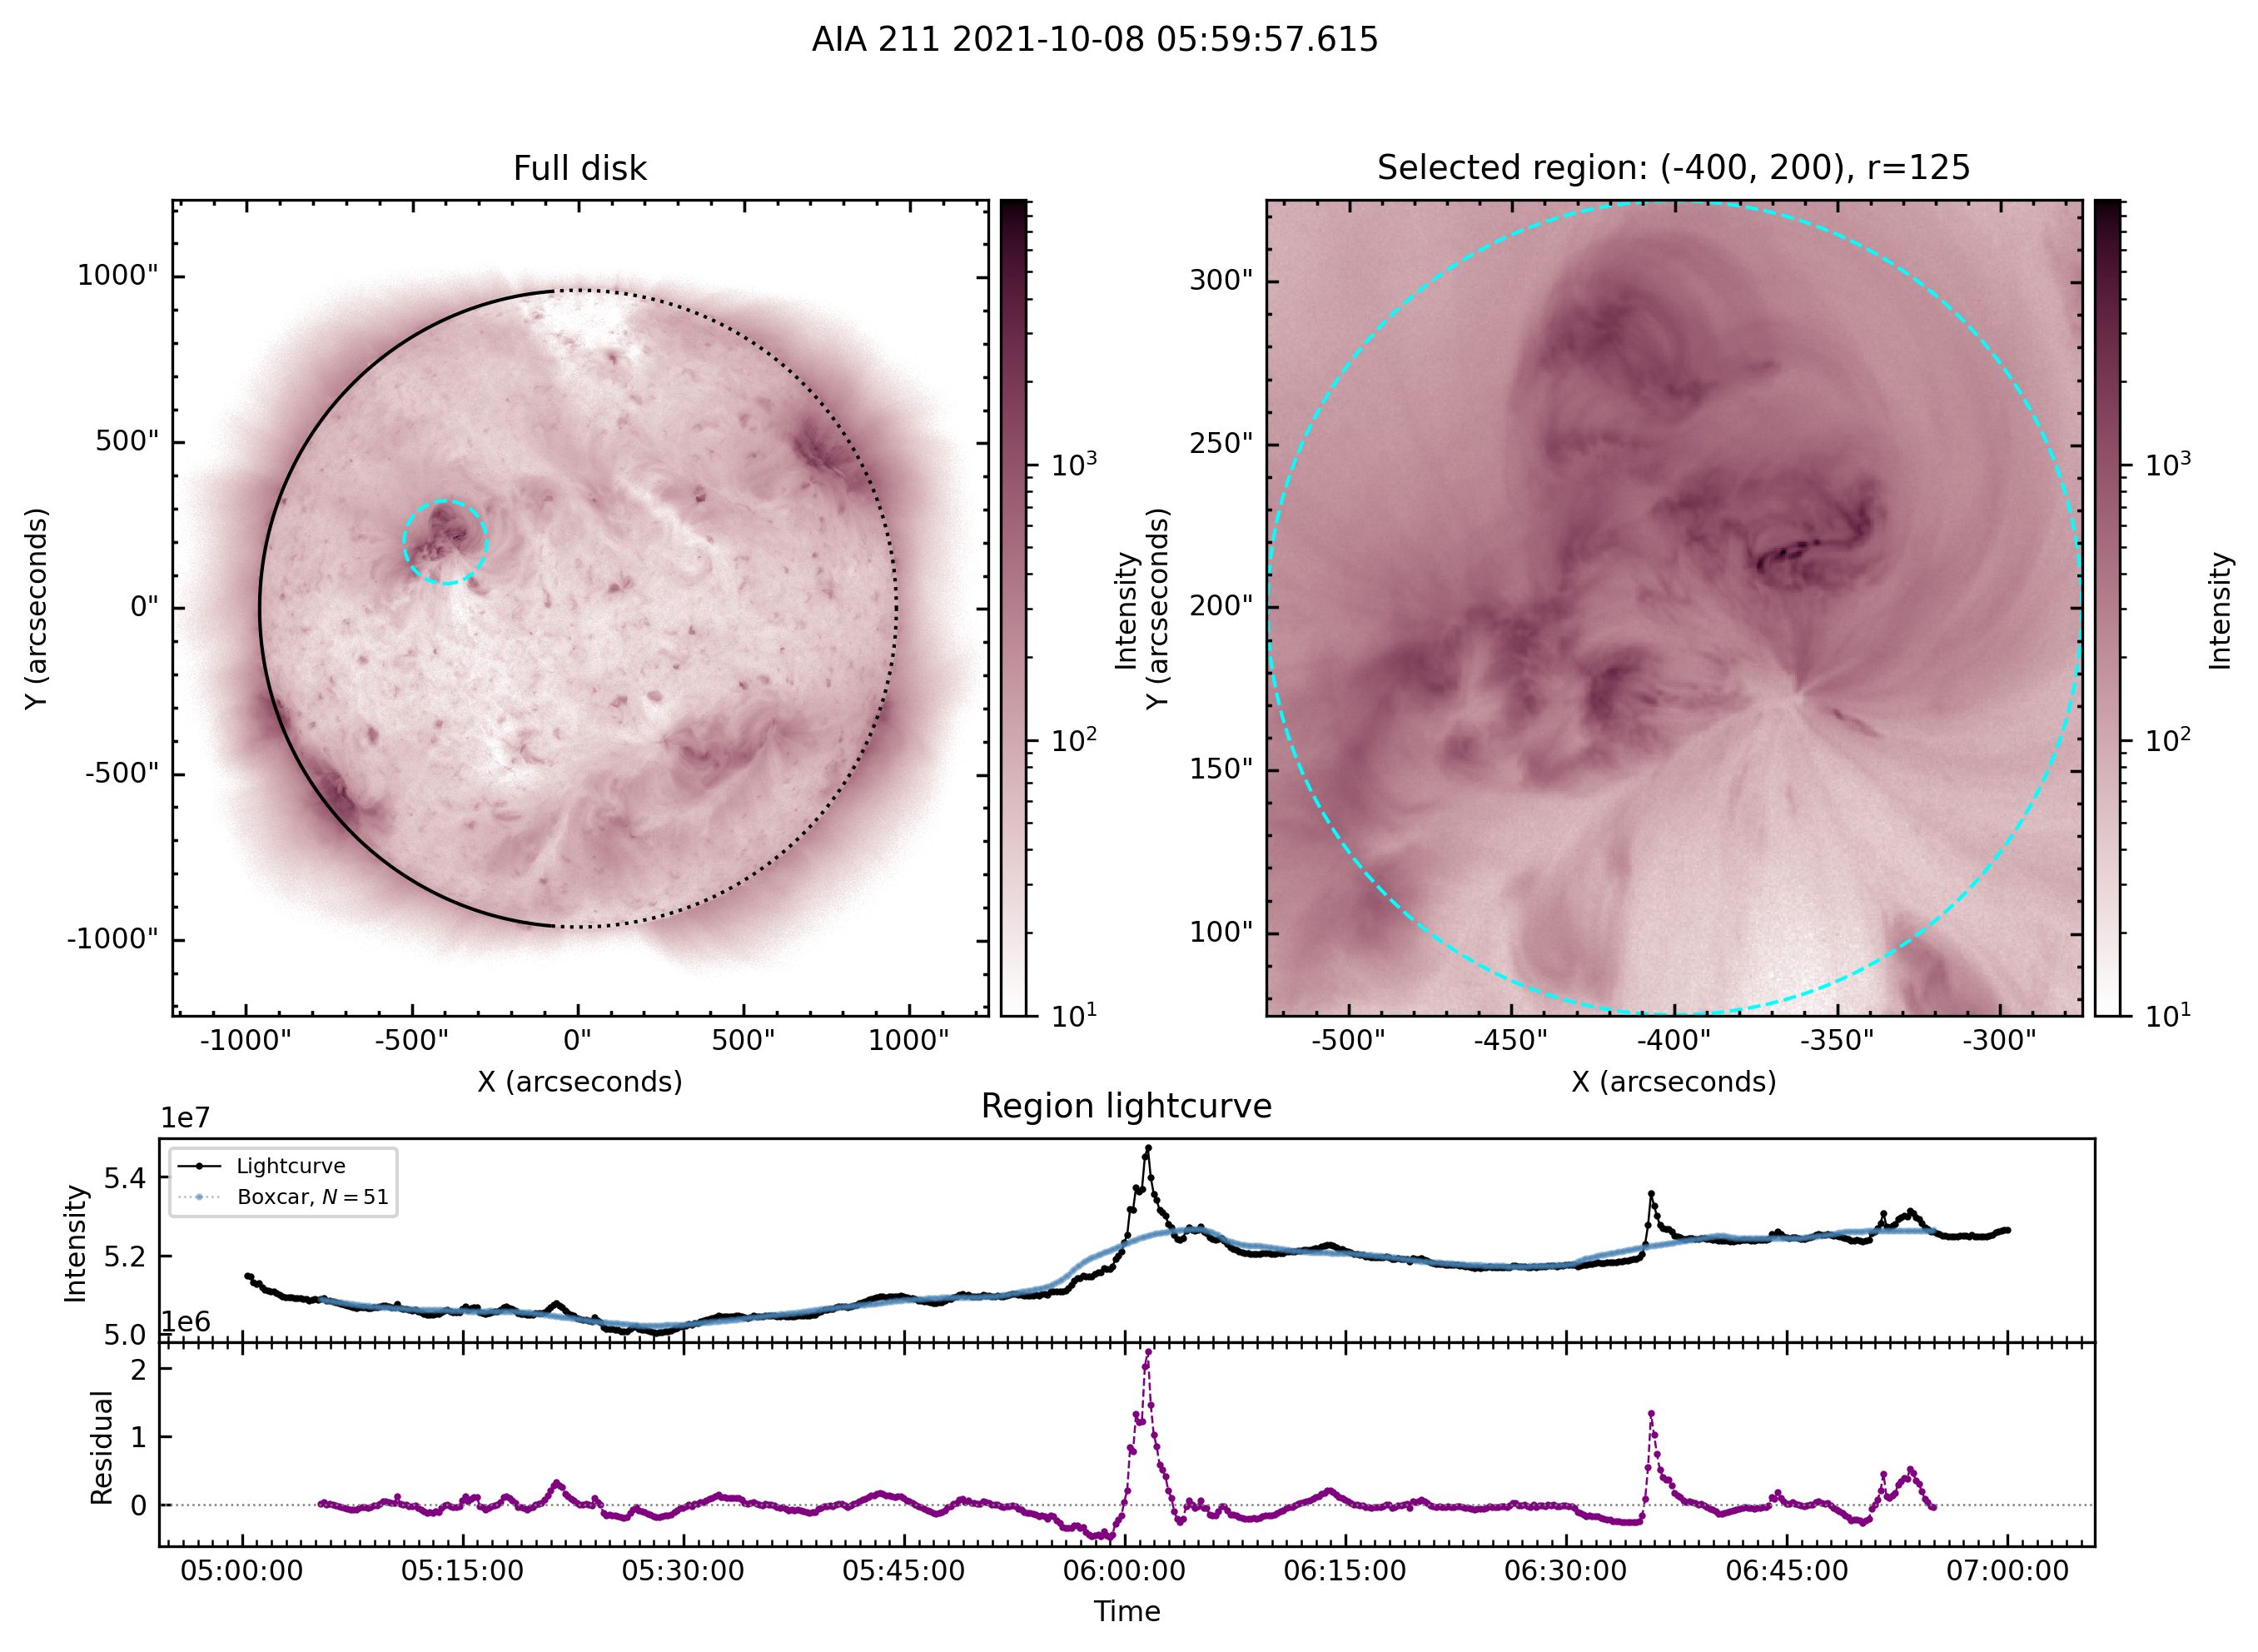 AIA 211 2021-10-08 05:59:57.615
Full disk
1000"
500"
0"
-500"
-1000"
Y (arcseconds)
-1000" -500" 0" 500" 1000"
X (arcseconds)
10³
10²
10¹
Intensity
Selected region: (-400, 200), r=125
300"
250"
200"
150"
100"
Y (arcseconds)
-500" -450" -400" -350" -300"
X (arcseconds)
10³
10²
10¹
Intensity
Region lightcurve
1e7
5.4
5.2
5.0
Intensity
Lightcurve
Boxcar, N = 51
1e6
2
1
0
Residual
05:00:00 05:15:00 05:30:00 05:45:00 06:00:00 06:15:00 06:30:00 06:45:00 07:00:00
Time